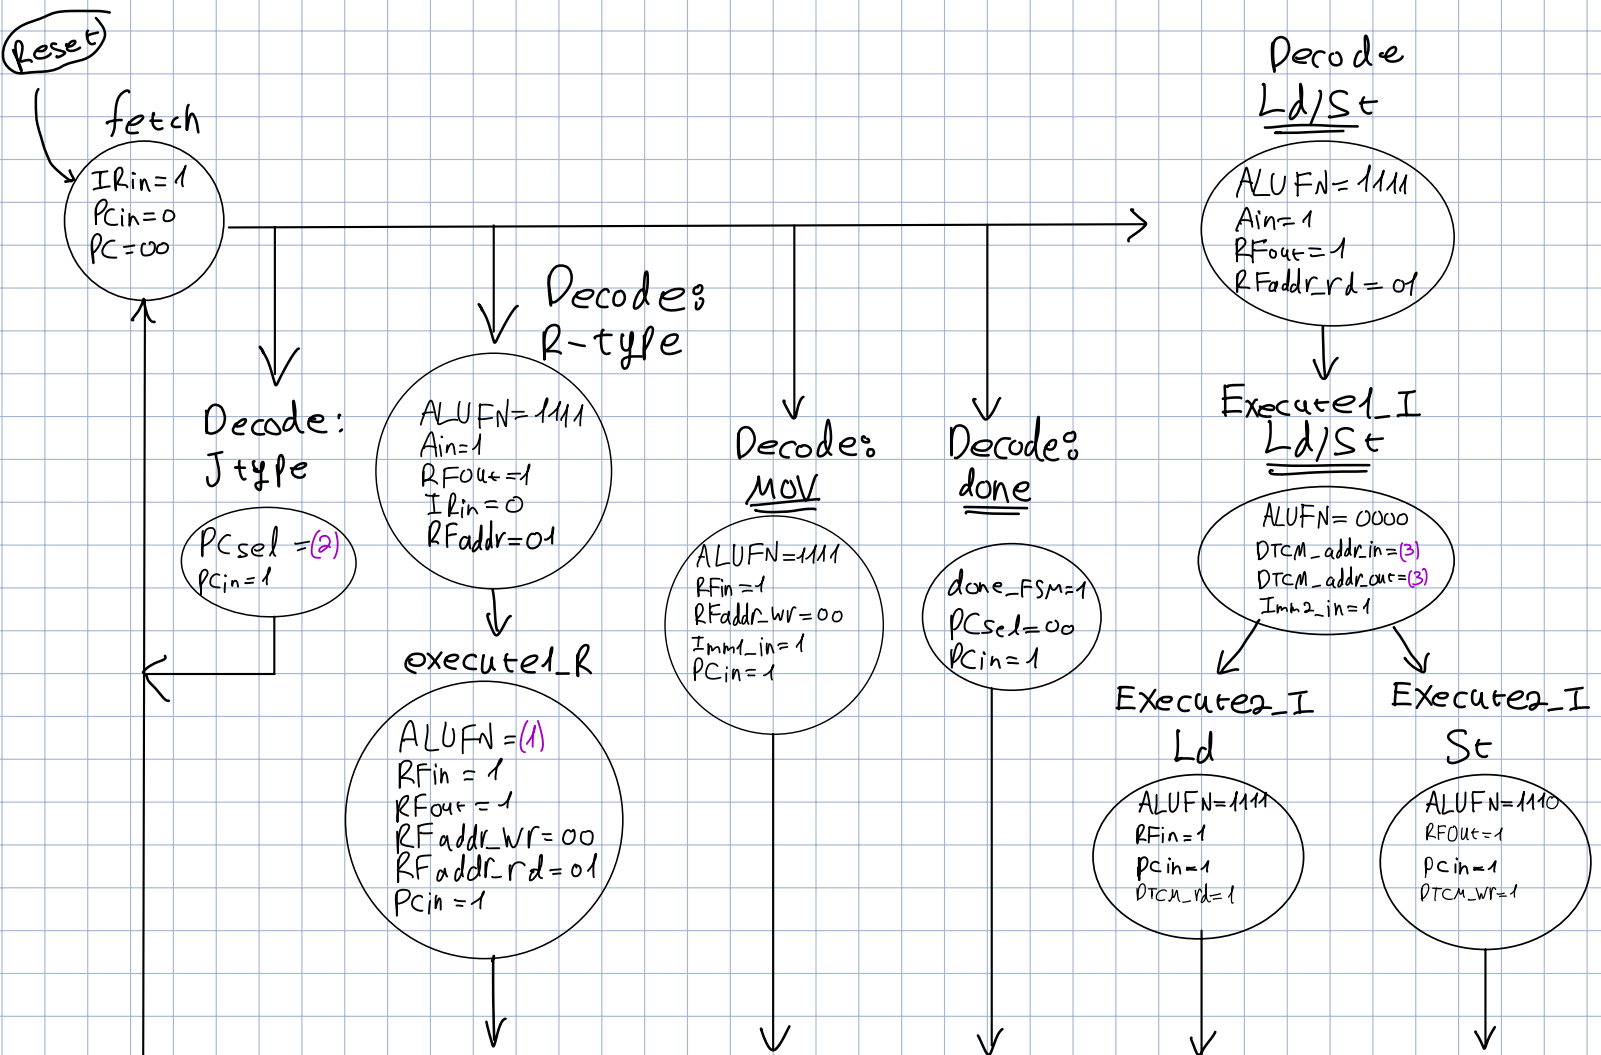 Reset
fetch
IRin=1
PCin=0
PC=00
Decode:
J type
PCsel =(2)
PCin=1
Decode:
R-type
ALUFN=1111
Ain=1
RFout=1
IRin=0
RFaddr=01
execute1_R
ALUFN=(1)
RFin = 1
RFout=1
RFaddr_wr=00
RFaddr_rd=01
PCin=1
Decode:
MOV
ALUFN=1111
RFin=1
RFaddr_wr=00
Imm1_in=1
PCin=1
Decode:
done
done_FSM=1
PCsel=00
PCin=1
Decode
Ld/St
ALUFN=1111
Ain=1
RFout=1
RFaddr_rd=01
Execute1_I
Ld/St
ALUFN=0000
DTCM_addr_in=(3)
DTCM_addr_out=(3)
Imm2_in=1
Execute2_I
Ld
ALUFN=1111
RFin=1
PCin=1
DTCM_rd=1
Execute2_I
St
ALUFN=1110
RFout=1
PCin=1
DTCM_wr=1